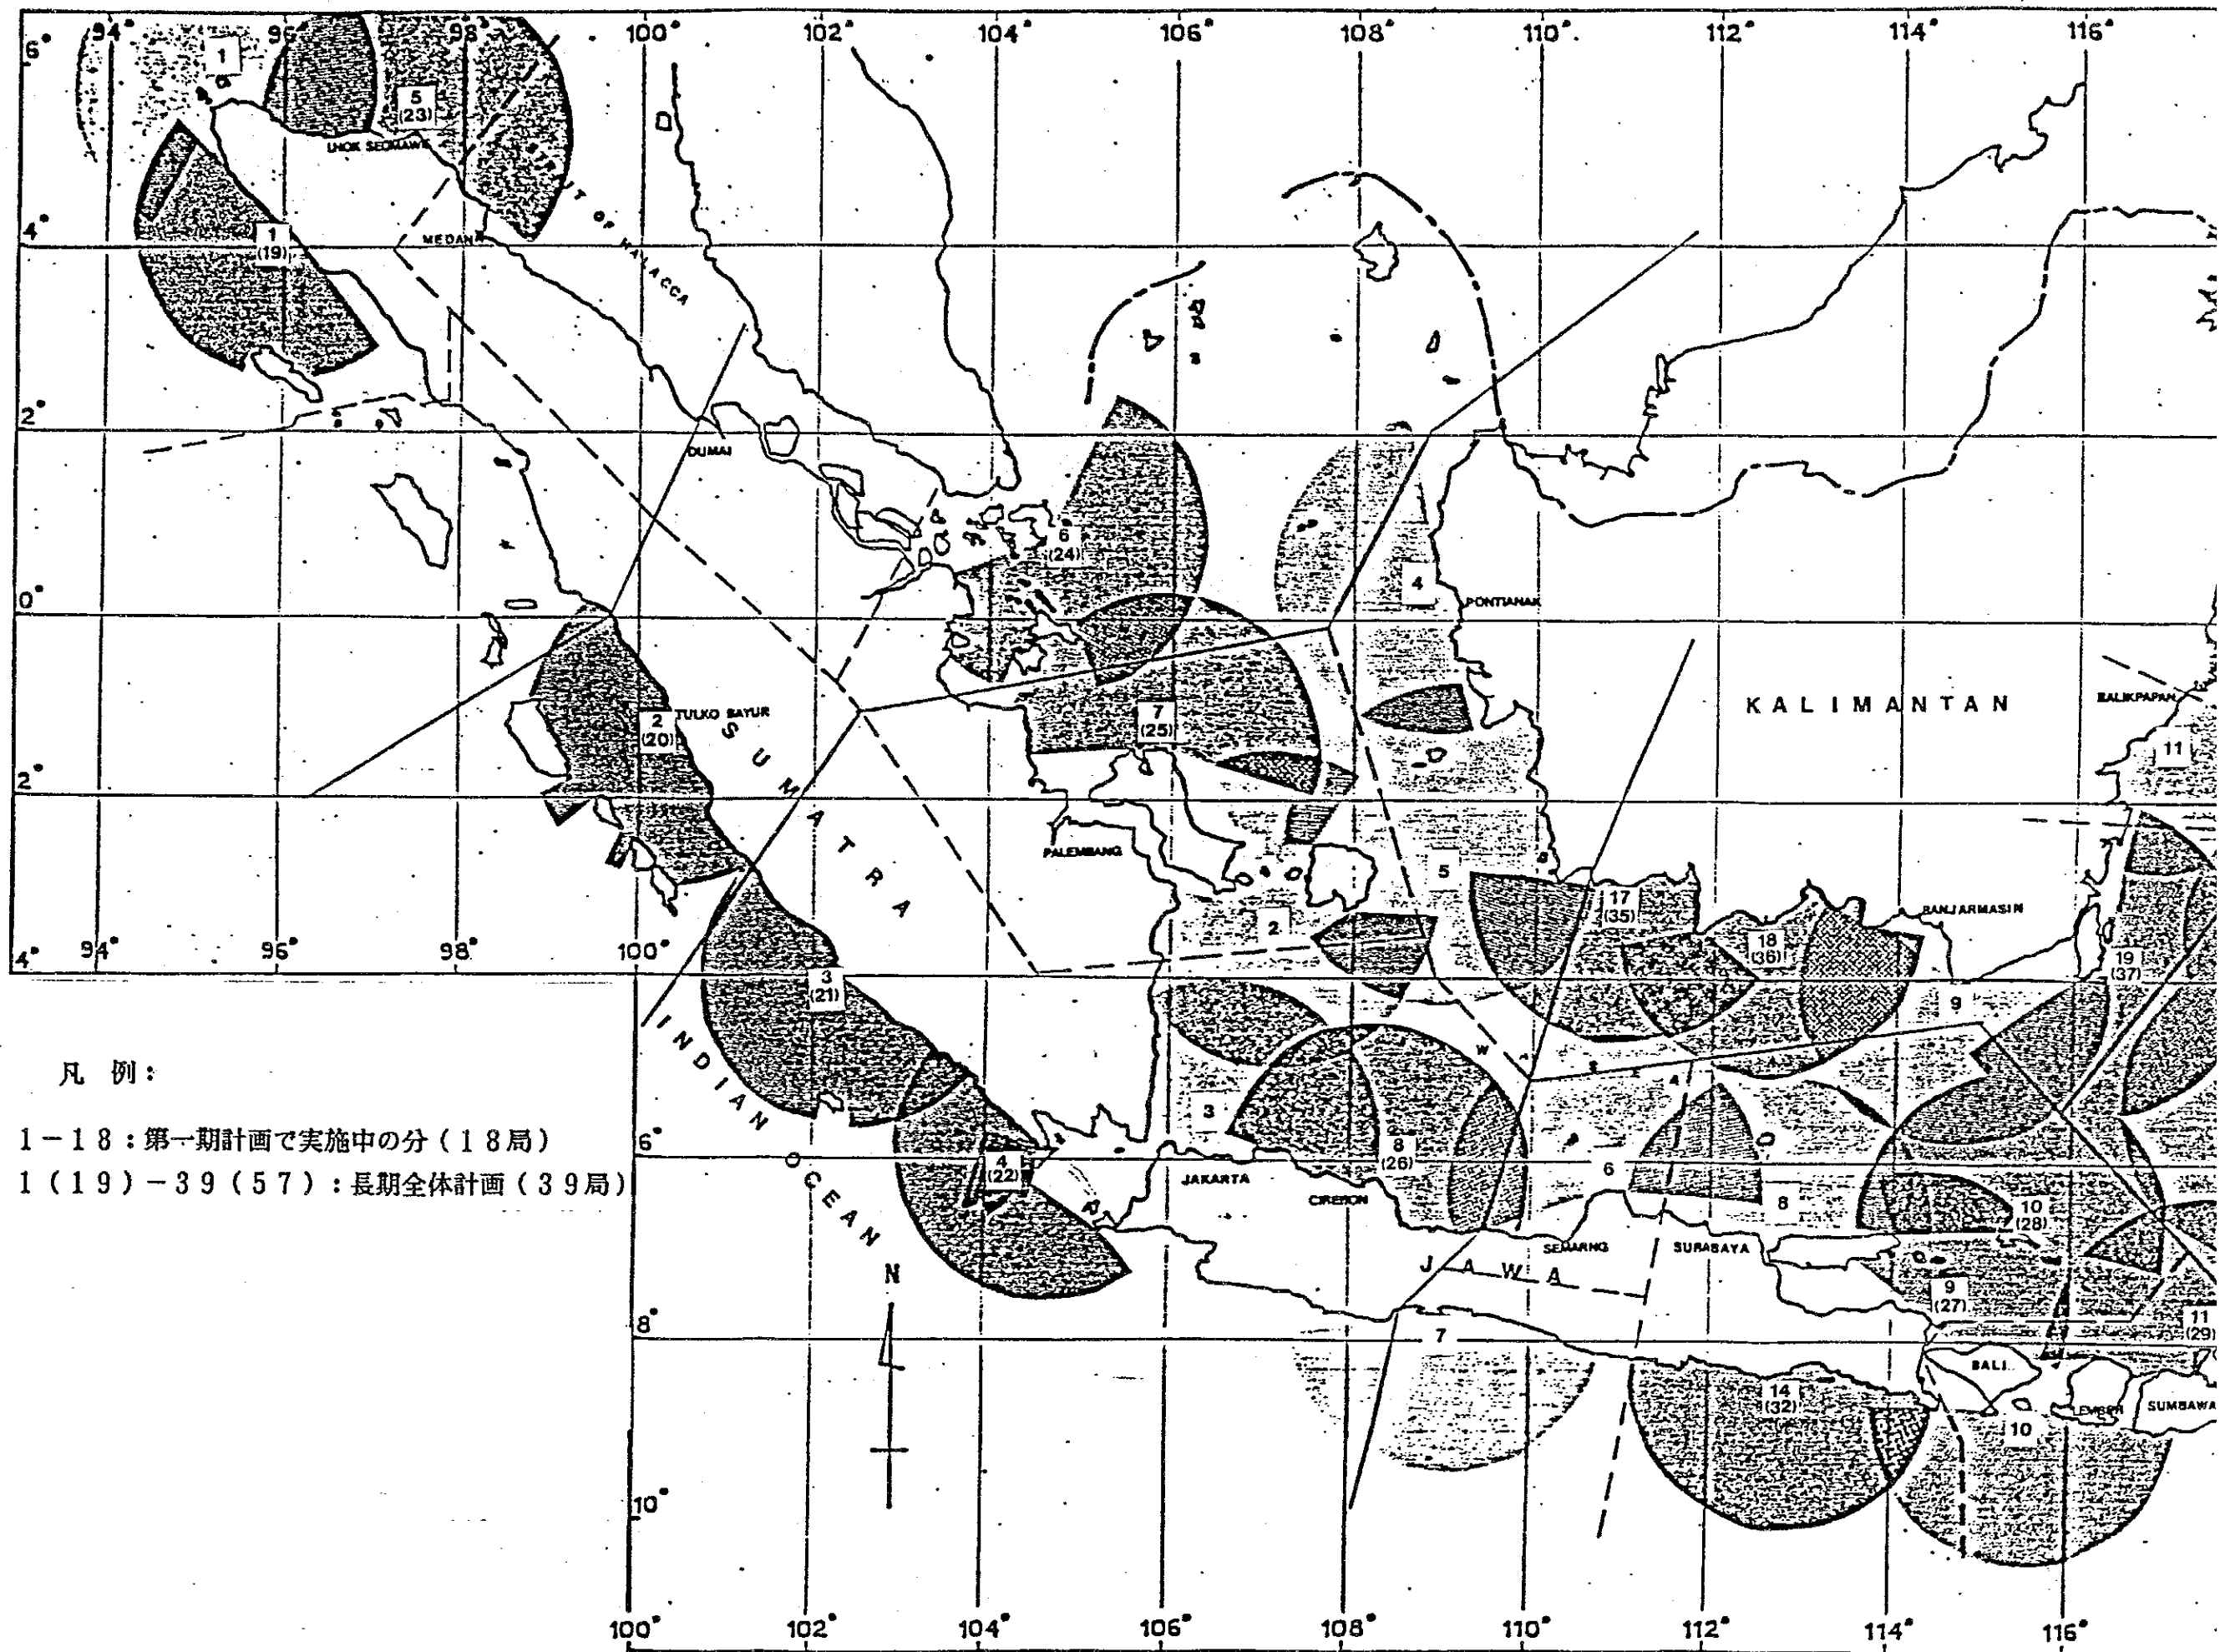 94° 96° 98° 100° 102° 104° 106° 108° 110° 112° 114° 116°
6°
1
5
(23)
LHOK SEOMAWE
STRAIT OF MALACCA
4°
1
(19)
MEDAN
2°
DUMAI
6
(24)
4
0°
PONTIANAK
KALIMANTAN
BALIKPAPAN
2
(20)
TULKO BAYUR
7
(25)
11
SUMATRA
2°
PALEMBANG
5
17
(35)
BANJARMASIN
2
18
(36)
19
(37)
4°
94° 96° 98° 100°
3
(21)
9
INDIAN OCEAN
凡 例:
1-18:第一期計画で実施中の分(18局)
1(19)-39(57):長期全体計画(39局)
3
8
(26)
6°
4
(22)
JAKARTA
CIREBON
6
8
10
(28)
SEMARNG
SURABAYA
JAWA
N
9
(27)
11
(29)
8°
7
BALI
14
(32)
SUMBAWA
10
10°
100° 102° 104° 106° 108° 110° 112° 114° 116°